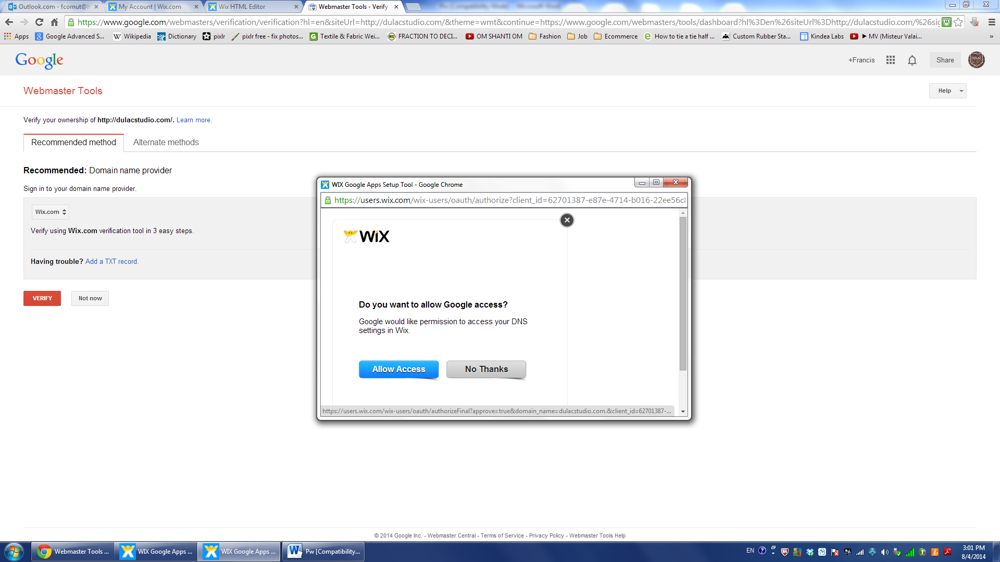 Outlook.com - fcornut@h
My Account | Wix.com
Wix HTML Editor
Webmaster Tools - Verify
https://www.google.com/webmasters/verification/verification?hl=en&siteUrl=http://dulacstudio.com/&theme=wmt&continue=https://www.google.com/webmasters/tools/dashboard?hl%3Den%26siteUrl%3Dhttp://dulacstudio.com/%26sig
Apps
Google Advanced S...
Wikipedia
Dictionary
pixlr
pixlr free - fix photos...
Textile & Fabric Wei...
FRACTION TO DECI...
OM SHANTI OM
Fashion
Job
Ecommerce
How to tie a tie half ...
Custom Rubber Sta...
Kindea Labs
► MV (Misteur Valai...
»
Google
+Francis
Share
Webmaster Tools
Help
Verify your ownership of http://dulacstudio.com/. Learn more.
Recommended method
Alternate methods
Recommended: Domain name provider
Sign in to your domain name provider.
Wix.com
Verify using Wix.com verification tool in 3 easy steps.
Having trouble? Add a TXT record.
VERIFY
Not now
WIX Google Apps Setup Tool - Google Chrome
https://users.wix.com/wix-users/oauth/authorize?client_id=62701387-e87e-4714-b016-22ee56c8
WiX
Do you want to allow Google access?
Google would like permission to access your DNS
settings in Wix.
Allow Access
No Thanks
https://users.wix.com/wix-users/oauth/authorizeFinal?approve=true&domain_name=dulacstudio.com.&client_id=62701387-...
© 2014 Google Inc. - Webmaster Central - Terms of Service - Privacy Policy - Webmaster Tools Help
Webmaster Tools ...
WIX Google Apps ...
WIX Google Apps ...
Pw [Compatibility...
EN
3:01 PM
8/4/2014